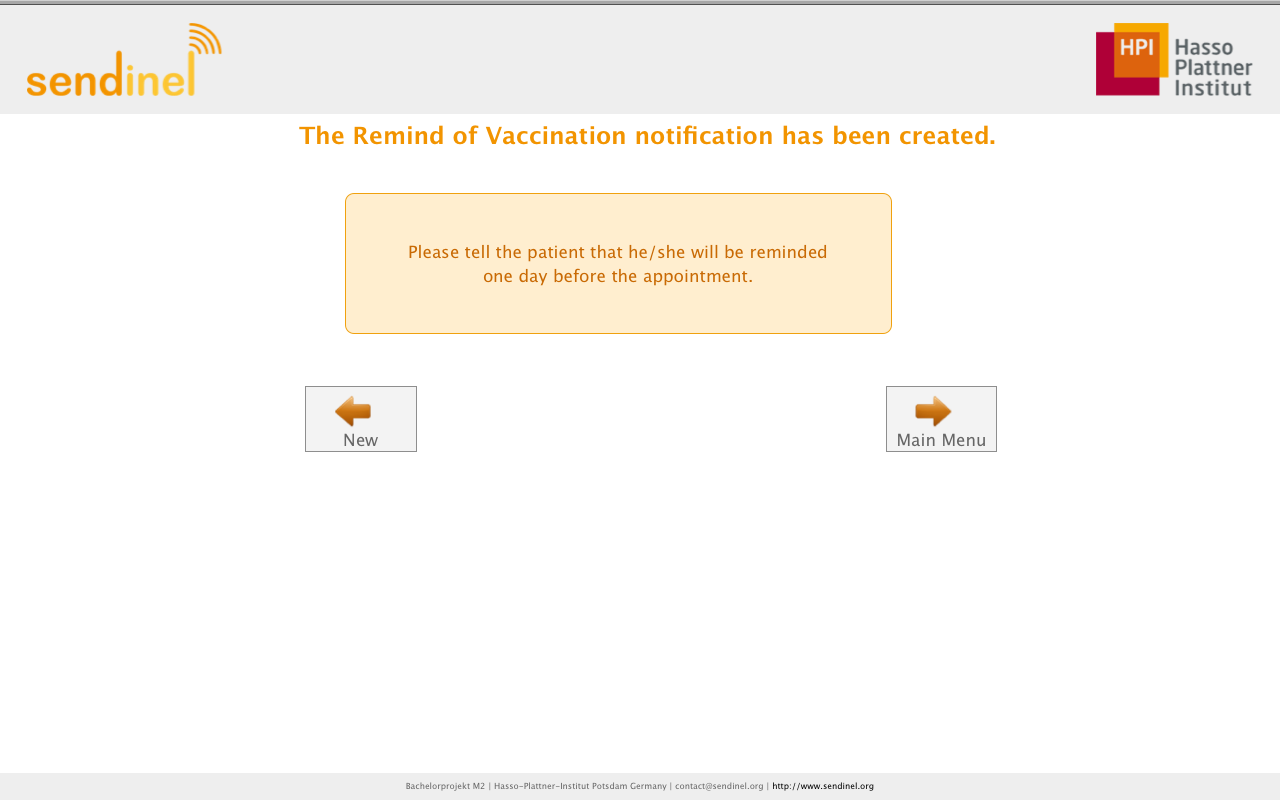 sendinel
HPI
Hasso
Plattner
Institut
The Remind of Vaccination notification has been created.
Please tell the patient that he/she will be reminded
one day before the appointment.
New
Main Menu
Bachelorprojekt M2 | Hasso-Plattner-Institut Potsdam Germany | contact@sendinel.org | http://www.sendinel.org